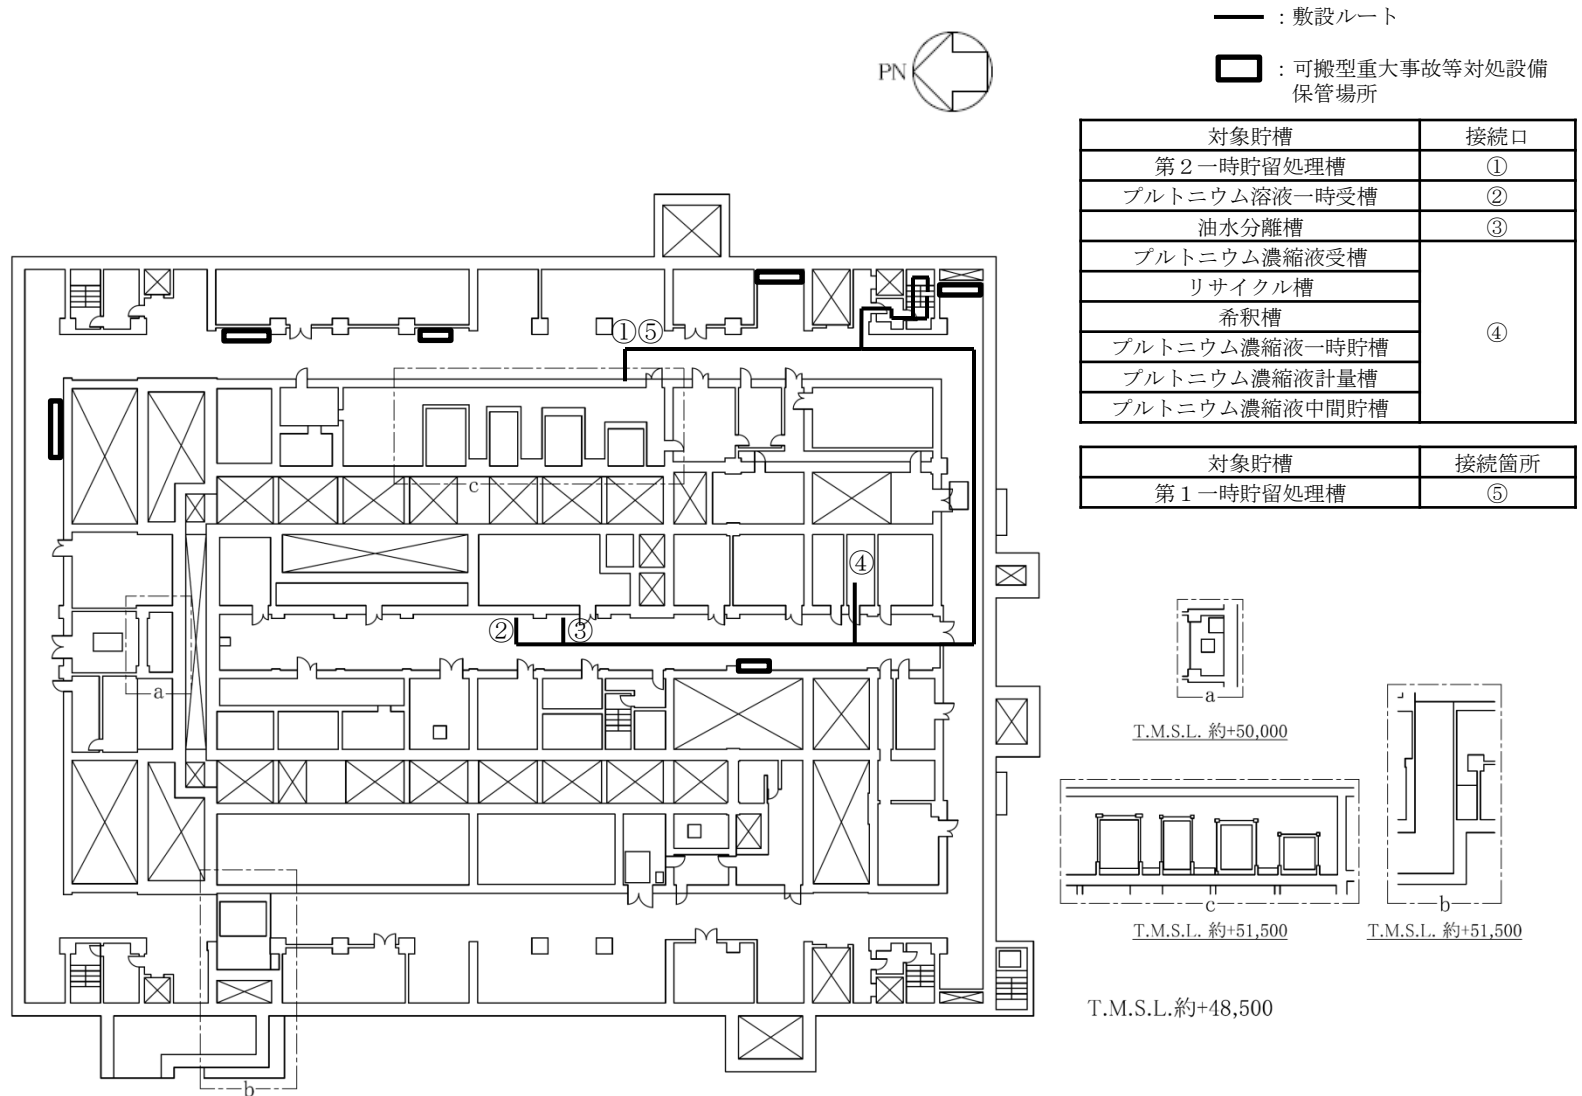 ：敷設ルート
：可搬型重大事故等対処設備
保管場所
PN
対象貯槽 接続口
第２一時貯留処理槽 ①
プルトニウム溶液一時受槽 ②
油水分離槽 ③
プルトニウム濃縮液受槽
リサイクル槽
希釈槽
④
プルトニウム濃縮液一時貯槽
プルトニウム濃縮液計量槽
プルトニウム濃縮液中間貯槽
対象貯槽 接続箇所
第１一時貯留処理槽 ⑤
①⑤
c
④
② ③
a
b
a
T.M.S.L. 約+50,000
c
T.M.S.L. 約+51,500
b
T.M.S.L. 約+51,500
T.M.S.L.約+48,500